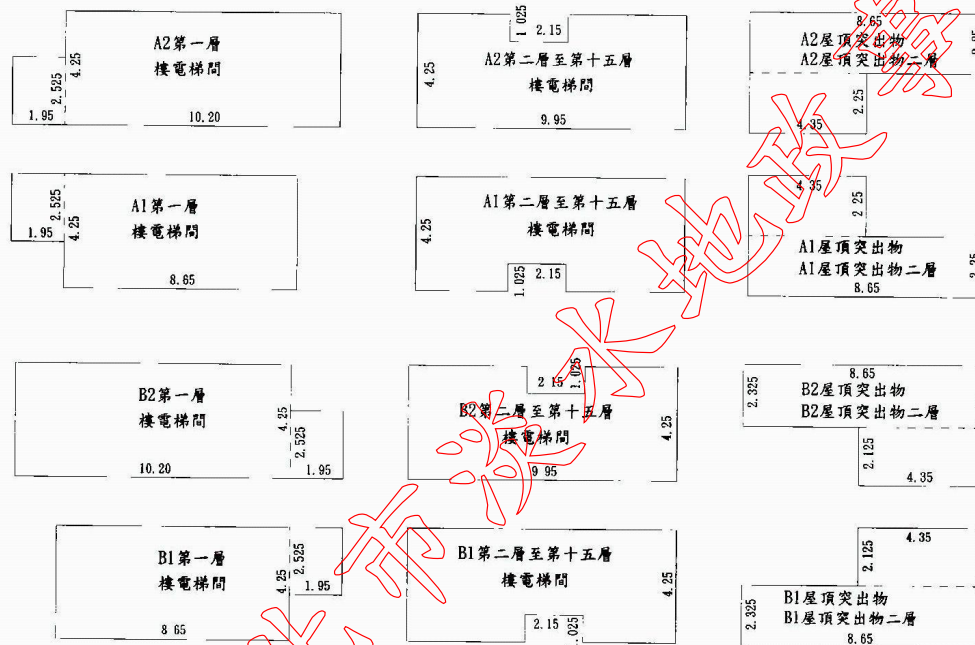 A2第一層
樓電梯間
4.25
2.525
1.95
10.20
1.025
2.15
A2第二層至第十五層
樓電梯間
4.25
9.95
8.65
A2屋頂突出物
A2屋頂突出物二層
2.25
4.35
A1第一層
樓電梯間
2.525
4.25
1.95
8.65
A1第二層至第十五層
樓電梯間
4.25
2.15
1.025
4.35
2 25
A1屋頂突出物
A1屋頂突出物二層
8.65
B2第一層
樓電梯間
4.25
2.525
10.20
1.95
2 15
1.025
B2第二層至第十五層
樓電梯間
4.25
9 95
8.65
2.325
B2屋頂突出物
B2屋頂突出物二層
2.125
4.35
B1第一層
樓電梯間
2.525
4.25
1.95
8 65
B1第二層至第十五層
樓電梯間
4.25
2.15
.025
4.35
2.125
2.325
B1屋頂突出物
B1屋頂突出物二層
8.65
市淡水地政